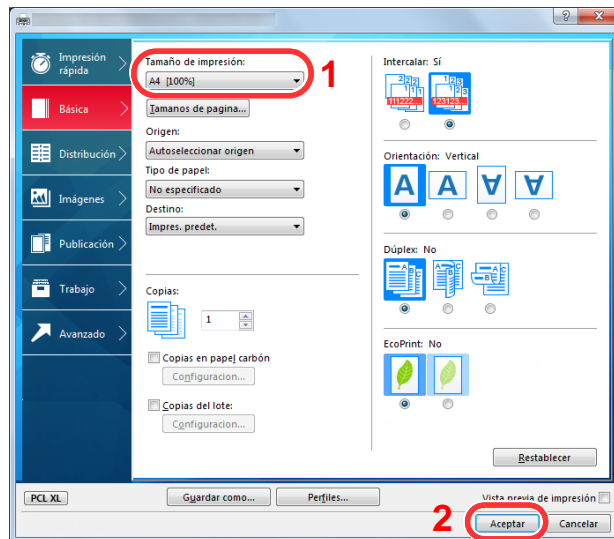 Impresión
rápida
Básica
Distribución
Imágenes
Publicación
Trabajo
Avanzado
Tamaño de impresión:
A4 [100%]
1
Tamanos de pagina...
Origen:
Autoseleccionar origen
Tipo de papel:
No especificado
Destino:
Impres. predet.
Copias:
1
Copias en papel carbón
Configuracion...
Copias del lote:
Configuracion...
Intercalar: Sí
111222...
123123...
Orientación: Vertical
A A A A
Dúplex: No
A B C
A B C
A B C
EcoPrint: No
Restablecer
PCL XL
Guardar como...
Perfiles...
Vista previa de impresión
2
Aceptar
Cancelar